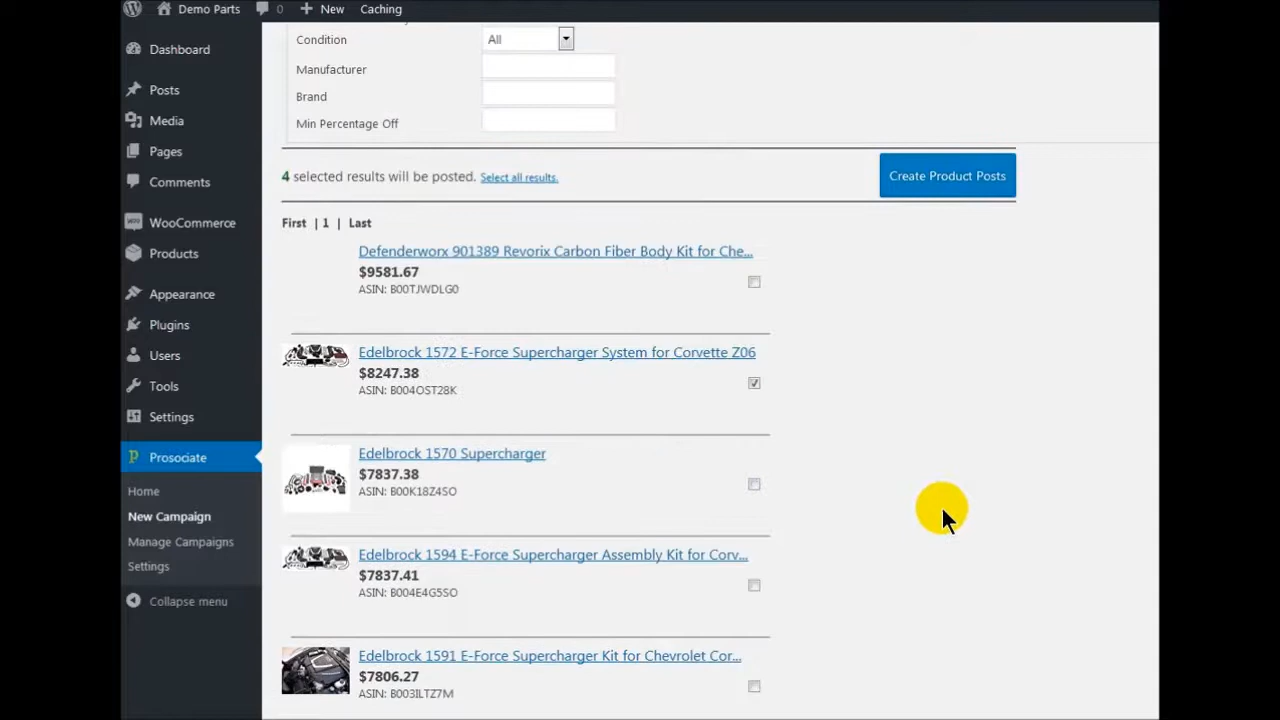 Demo Parts 0 New Caching
Dashboard
Posts
Media
Pages
Comments
WooCommerce
Products
Appearance
Plugins
Users
Tools
Settings
Prosociate
Home
New Campaign
Manage Campaigns
Settings
Collapse menu
Condition All
Manufacturer
Brand
Min Percentage Off
4 selected results will be posted. Select all results.
Create Product Posts
First | 1 | Last
Defenderworx 901389 Revorix Carbon Fiber Body Kit for Che...
$9581.67
ASIN: B00TJWDLG0
Edelbrock 1572 E-Force Supercharger System for Corvette Z06
$8247.38
ASIN: B004OST28K
Edelbrock 1570 Supercharger
$7837.38
ASIN: B00K18Z4SO
Edelbrock 1594 E-Force Supercharger Assembly Kit for Corv...
$7837.41
ASIN: B004E4G5SO
Edelbrock 1591 E-Force Supercharger Kit for Chevrolet Cor...
$7806.27
ASIN: B003ILTZ7M